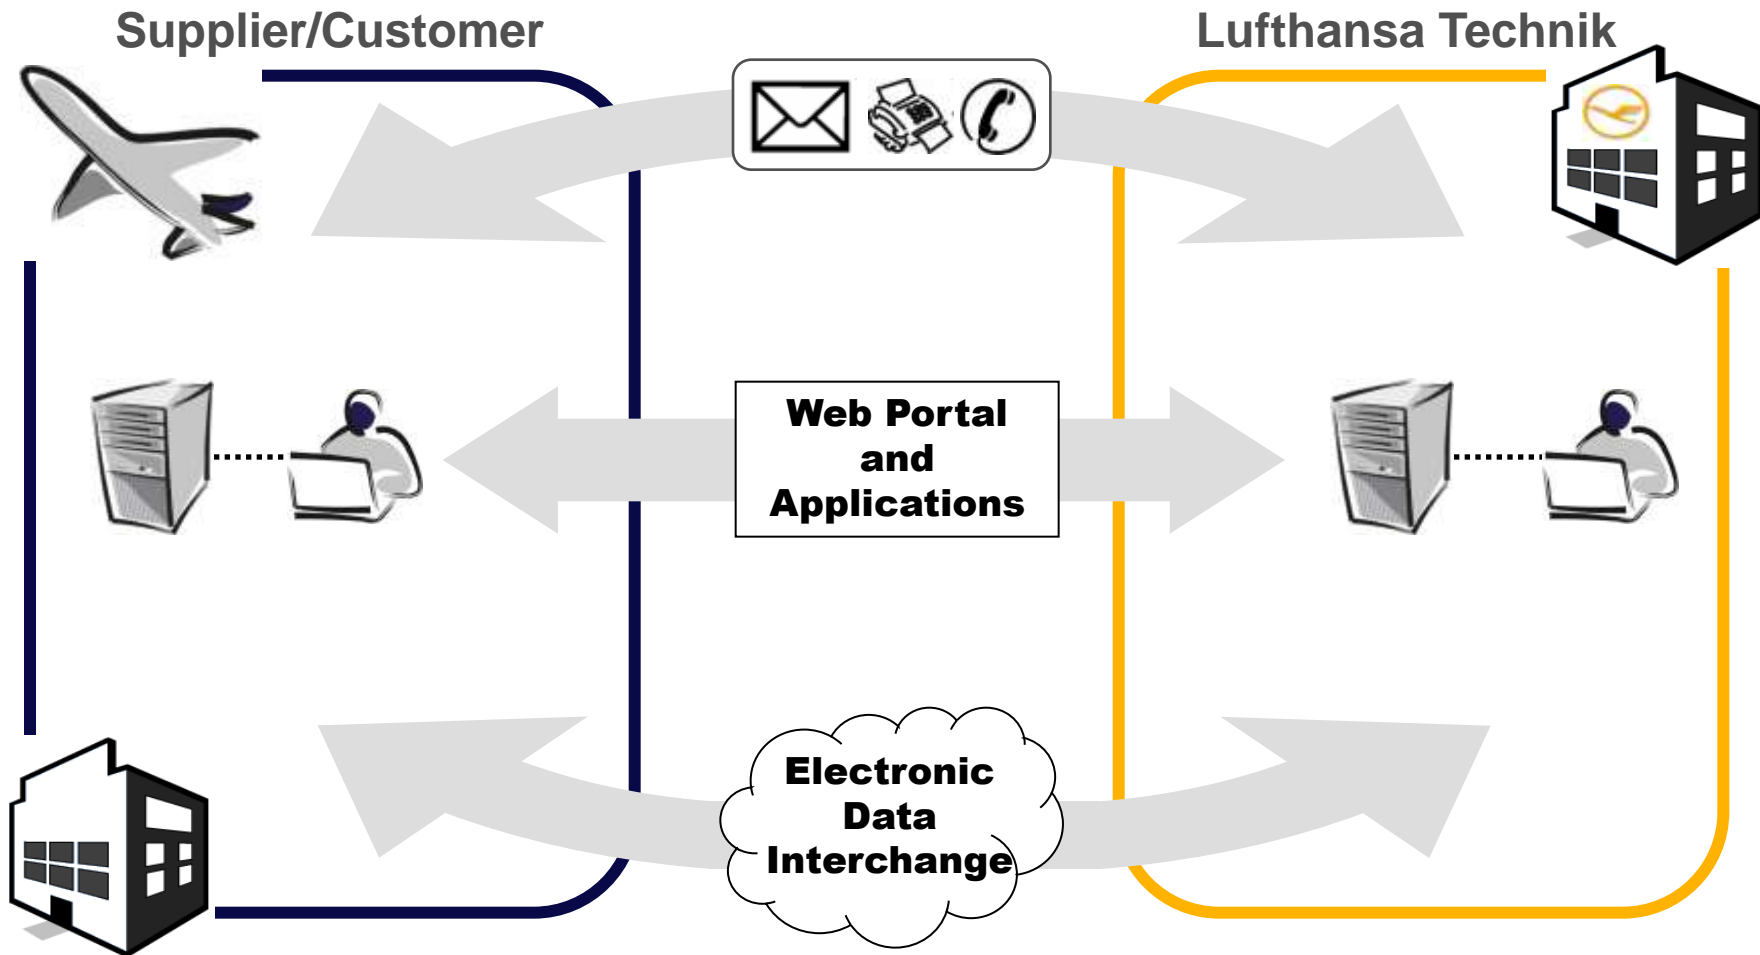 Supplier/Customer
Lufthansa Technik
Web Portal
and
Applications
Electronic
Data
Interchange